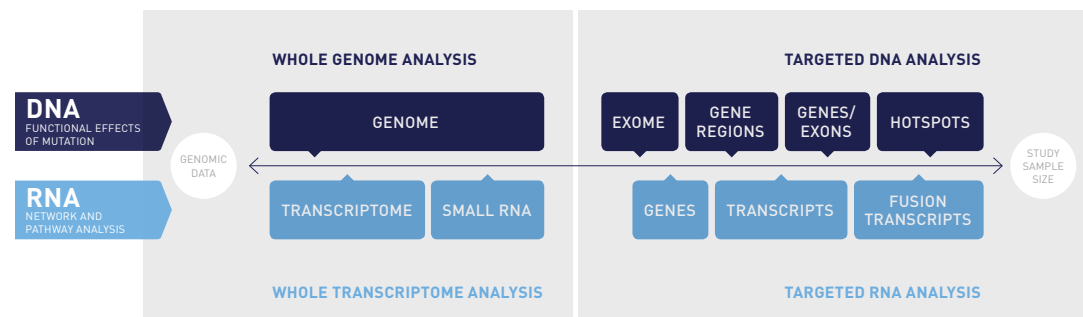 WHOLE GENOME ANALYSIS
TARGETED DNA ANALYSIS
DNA
FUNCTIONAL EFFECTS
OF MUTATION
GENOME
EXOME
GENE
REGIONS
GENES/
EXONS
HOTSPOTS
GENOMIC
DATA
STUDY
SAMPLE
SIZE
RNA
NETWORK AND
PATHWAY ANALYSIS
TRANSCRIPTOME
SMALL RNA
GENES
TRANSCRIPTS
FUSION
TRANSCRIPTS
WHOLE TRANSCRIPTOME ANALYSIS
TARGETED RNA ANALYSIS